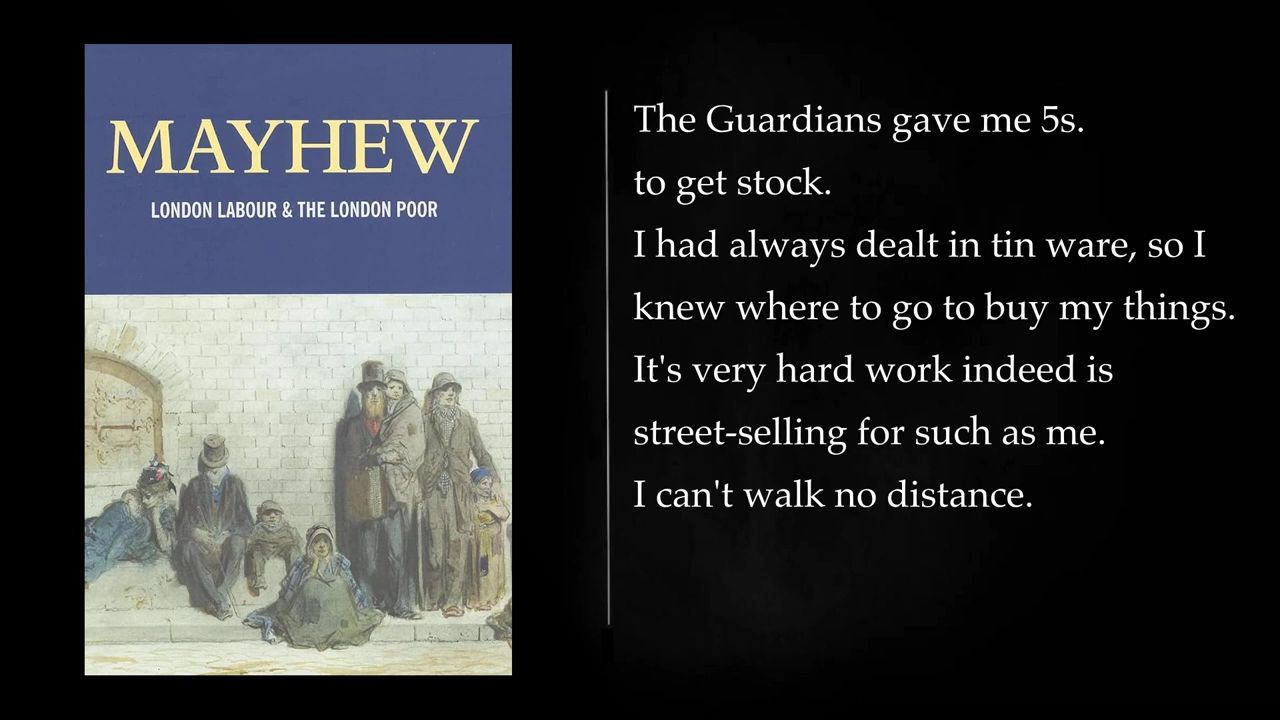 MAYHEW
LONDON LABOUR & THE LONDON POOR
The Guardians gave me 5s.
to get stock.
I had always dealt in tin ware, so I
knew where to go to buy my things.
It's very hard work indeed is
street-selling for such as me.
I can't walk no distance.